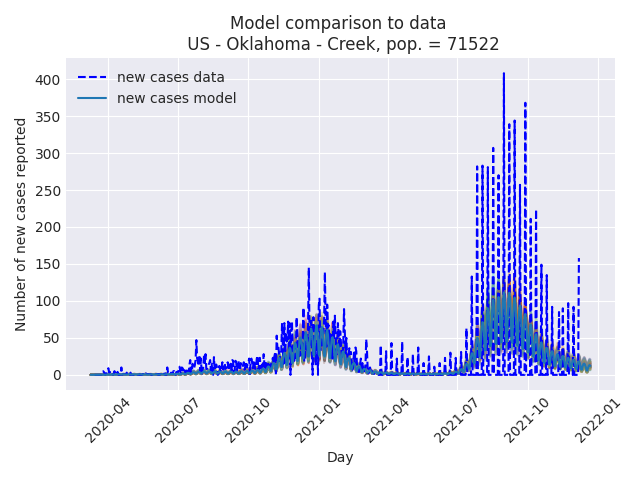 Model comparison to data
US - Oklahoma - Creek, pop. = 71522
new cases data
new cases model
Number of new cases reported
400
350
300
250
200
150
100
50
0
2020-04
2020-07
2020-10
2021-01
2021-04
2021-07
2021-10
2022-01
Day